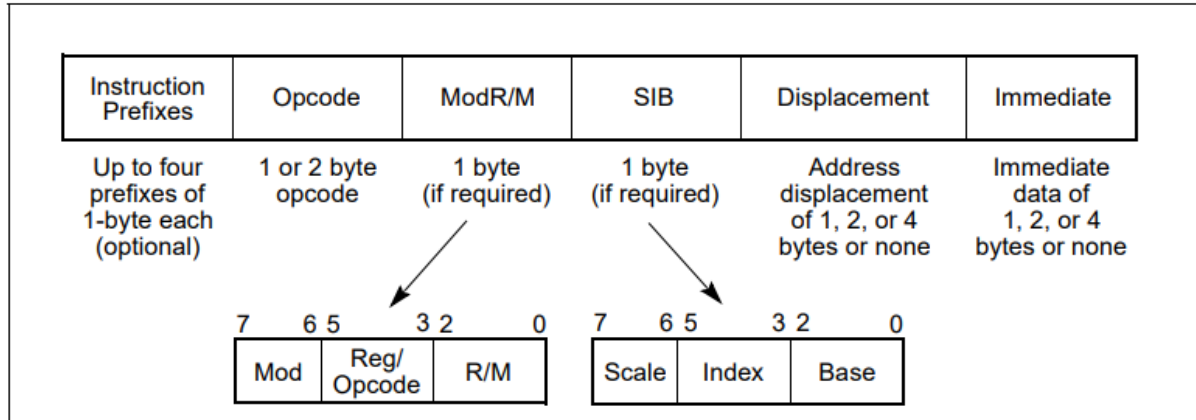 Instruction Prefixes
Opcode
ModR/M
SIB
Displacement
Immediate
Up to four
prefixes of
1-byte each
(optional)
1 or 2 byte
opcode
1 byte
(if required)
1 byte
(if required)
Address
displacement
of 1, 2, or 4
bytes or none
Immediate
data of
1, 2, or 4
bytes or none
7 6 5 3 2 0
Mod
Reg/
Opcode
R/M
7 6 5 3 2 0
Scale
Index
Base